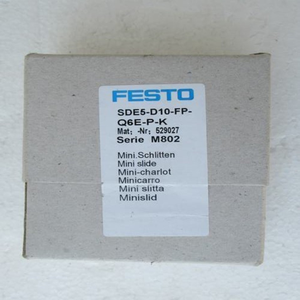 FESTO
SDE5-D10-FP-
Q6E-P-K
Mat; -Nr; 529027
Serie M802
Mini.Schlitten
Mini slide
Mini-charlot
Minicarro
Mini slitta
Minislid